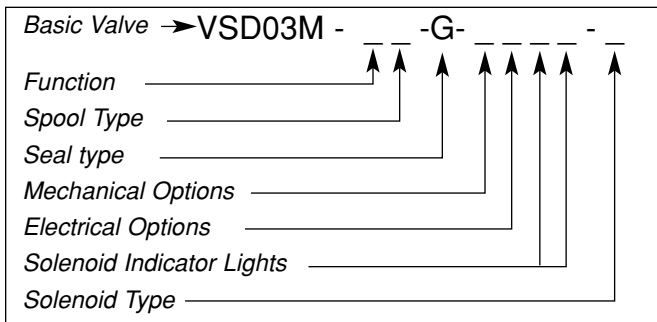 Basic Valve VSD03M - _ _ -G- _ _ _ _ - _
Function
Spool Type
Seal type
Mechanical Options
Electrical Options
Solenoid Indicator Lights
Solenoid Type